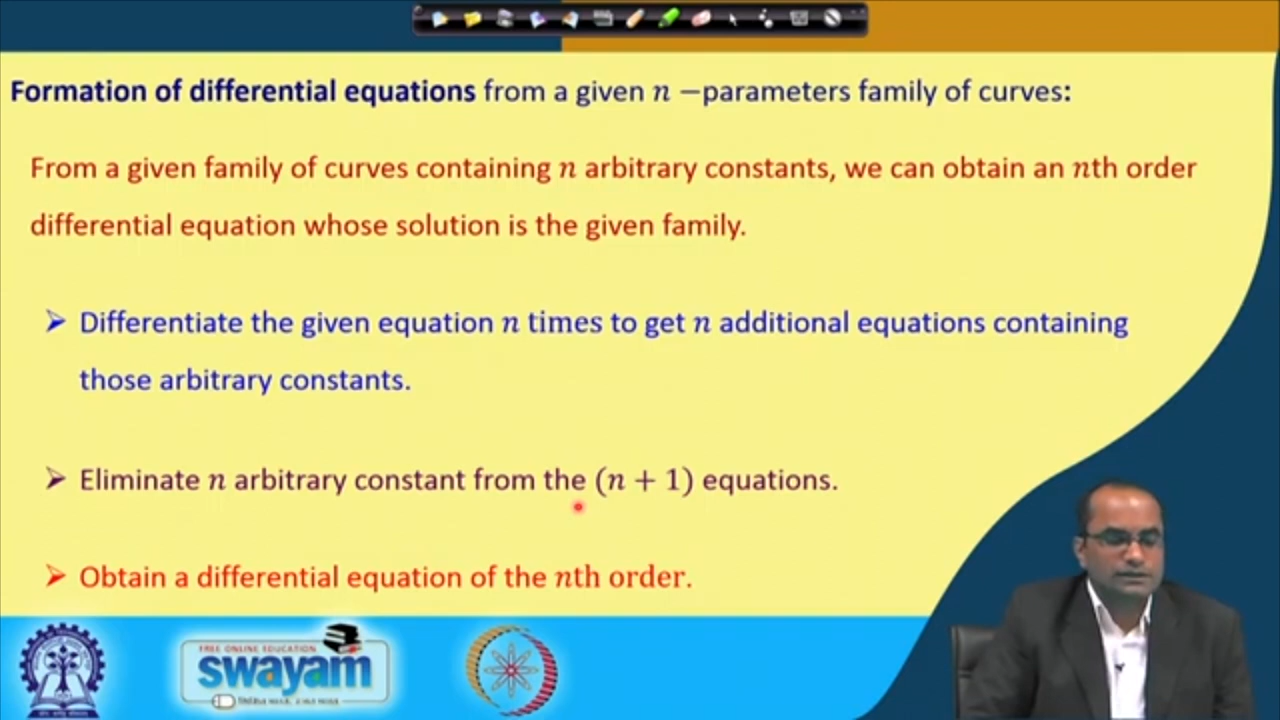 Formation of differential equations from a given n −parameters family of curves:
From a given family of curves containing n arbitrary constants, we can obtain an nth order
differential equation whose solution is the given family.
➢ Differentiate the given equation n times to get n additional equations containing
those arbitrary constants.
➢ Eliminate n arbitrary constant from the (n + 1) equations.
➢ Obtain a differential equation of the nth order.
FREE ONLINE EDUCATION
swayam